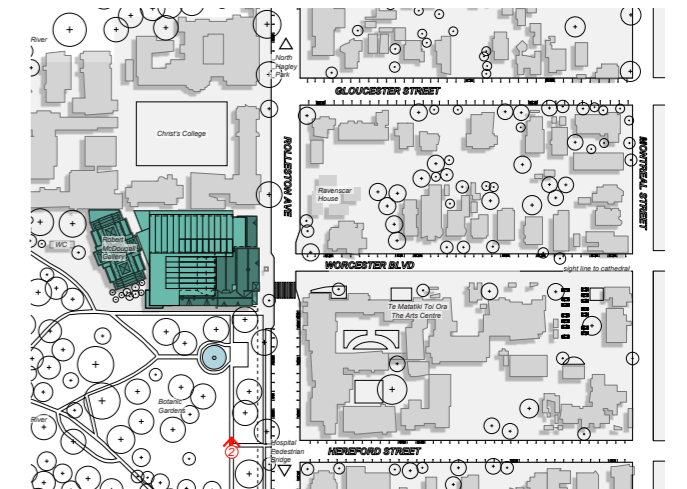 River
North
Hagley
Park
GLOUCESTER STREET
Christ's College
ROLLESTON AVE
MONTREAL STREET
Ravenscar
House
Robert
McDougall
Gallery
WC
WORCESTER BLVD
sight line to cathedral
Te Matatiki Toi Ora
The Arts Centre
Botanic
Gardens
River
2
Hospital
Pedestrian
Bridge
HEREFORD STREET